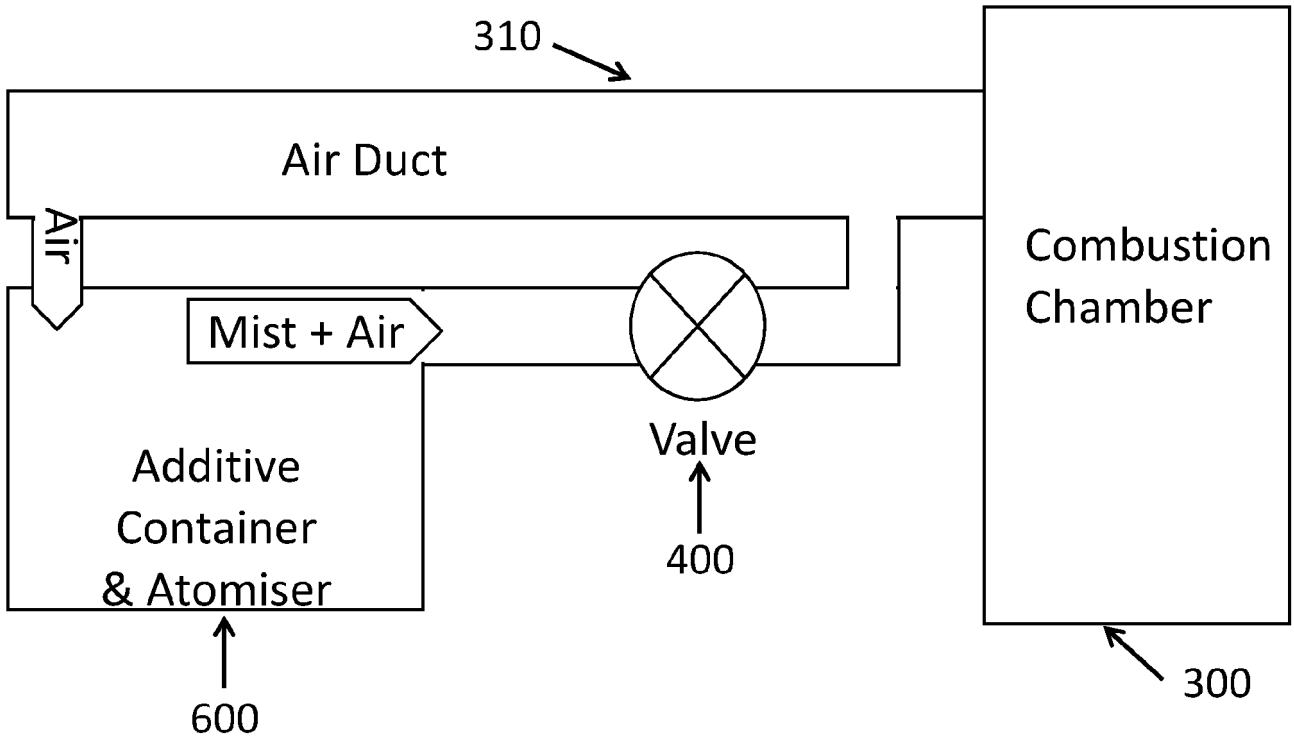 310
Air Duct
Air
Mist + Air
Combustion
Chamber
Valve
400
Additive
Container
& Atomiser
600
300